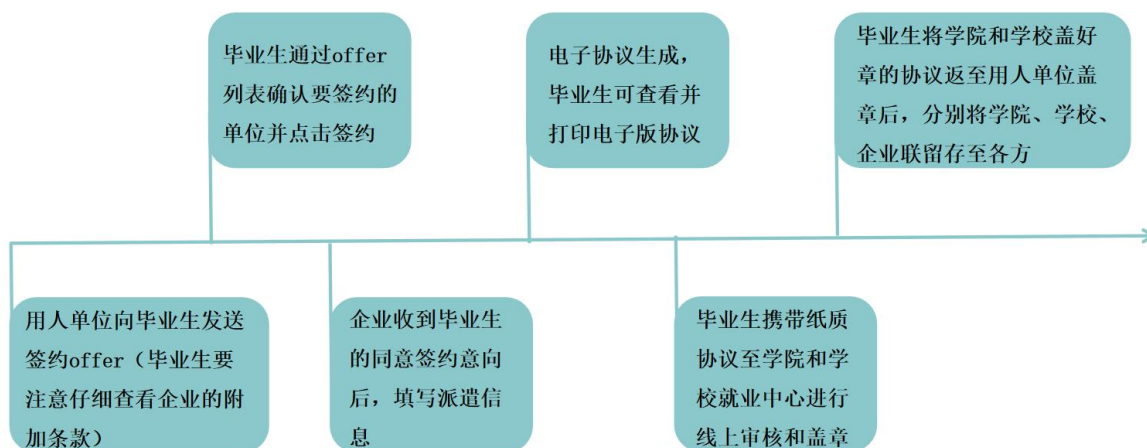 毕业生通过offer
列表确认要签约的
单位并点击签约
电子协议生成，
毕业生可查看并
打印电子版协议
毕业生将学院和学校盖好
章的协议返至用人单位盖
章后，分别将学院、学校、
企业联留存至各方
用人单位向毕业生发送
签约offer（毕业生要
注意仔细查看企业的附
加条款）
企业收到毕业生
的同意签约意向
后，填写派遣信
息
毕业生携带纸质
协议至学院和学
校就业中心进行
线上审核和盖章